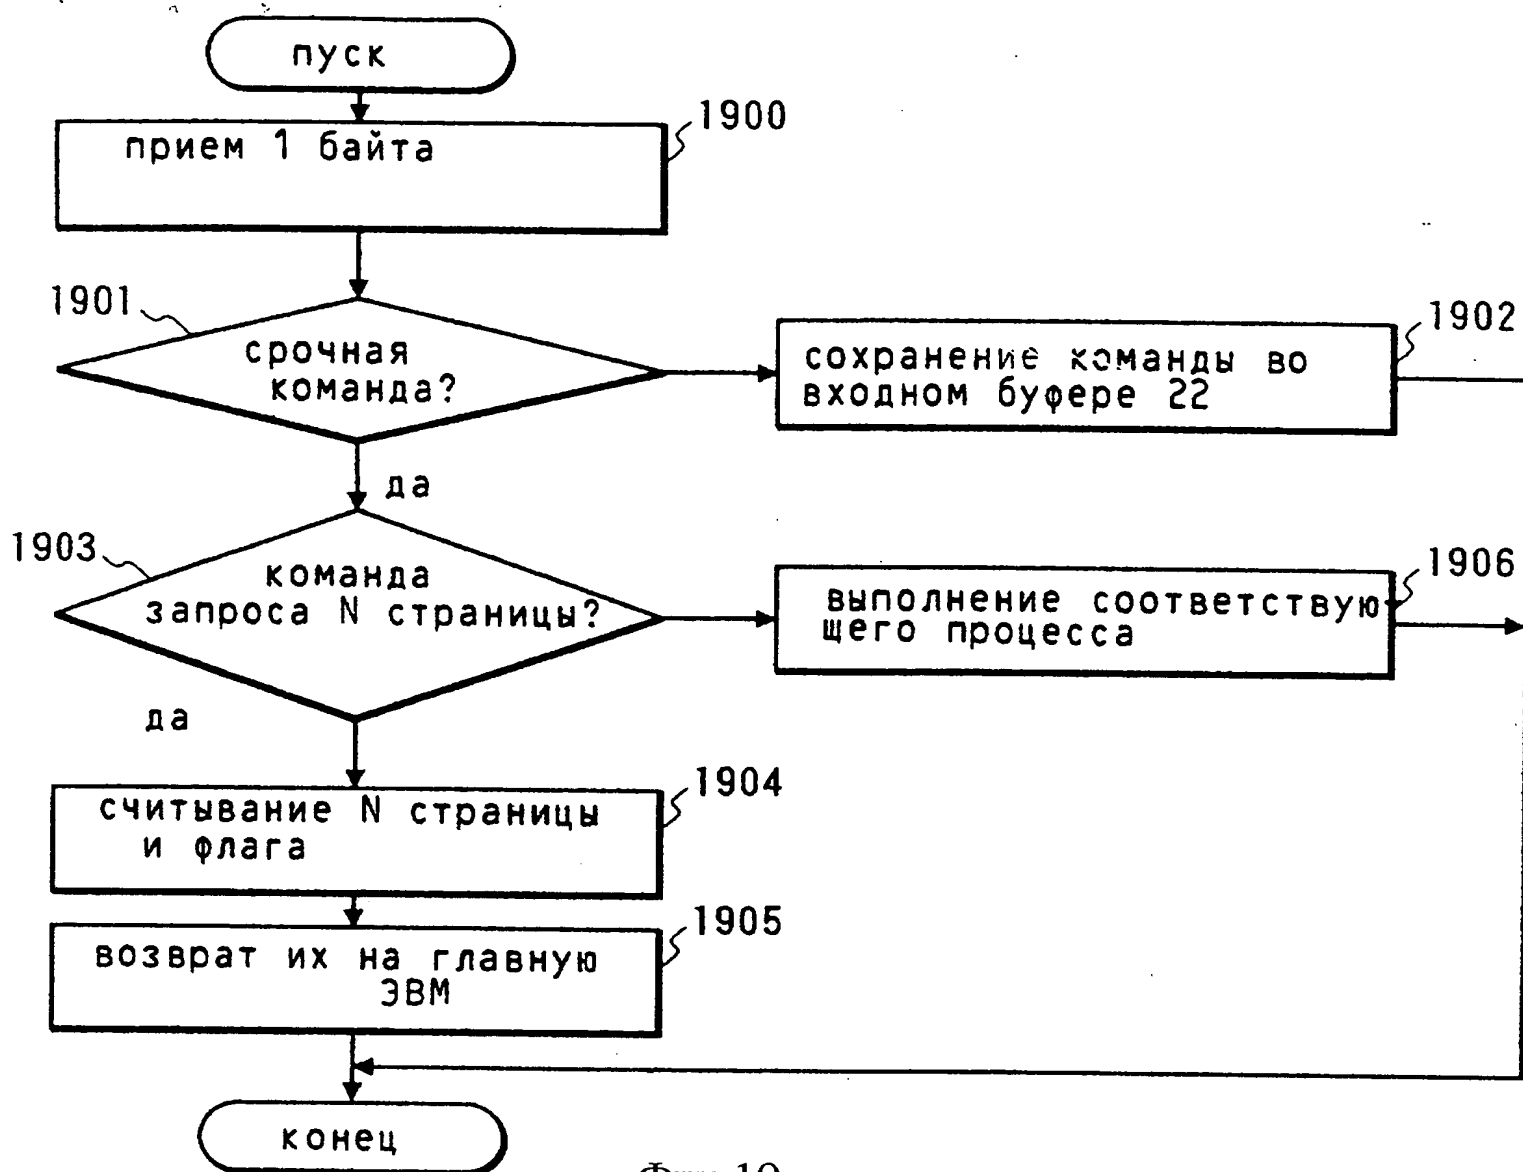 пуск
прием 1 байта
1900
1901
срочная
команда?
сохранение команды во
входном буфере 22
1902
да
1903
команда
запроса N страницы?
выполнение соответствую
щего процесса
1906
да
считывание N страницы
и флага
1904
возврат их на главную
ЭВМ
1905
конец